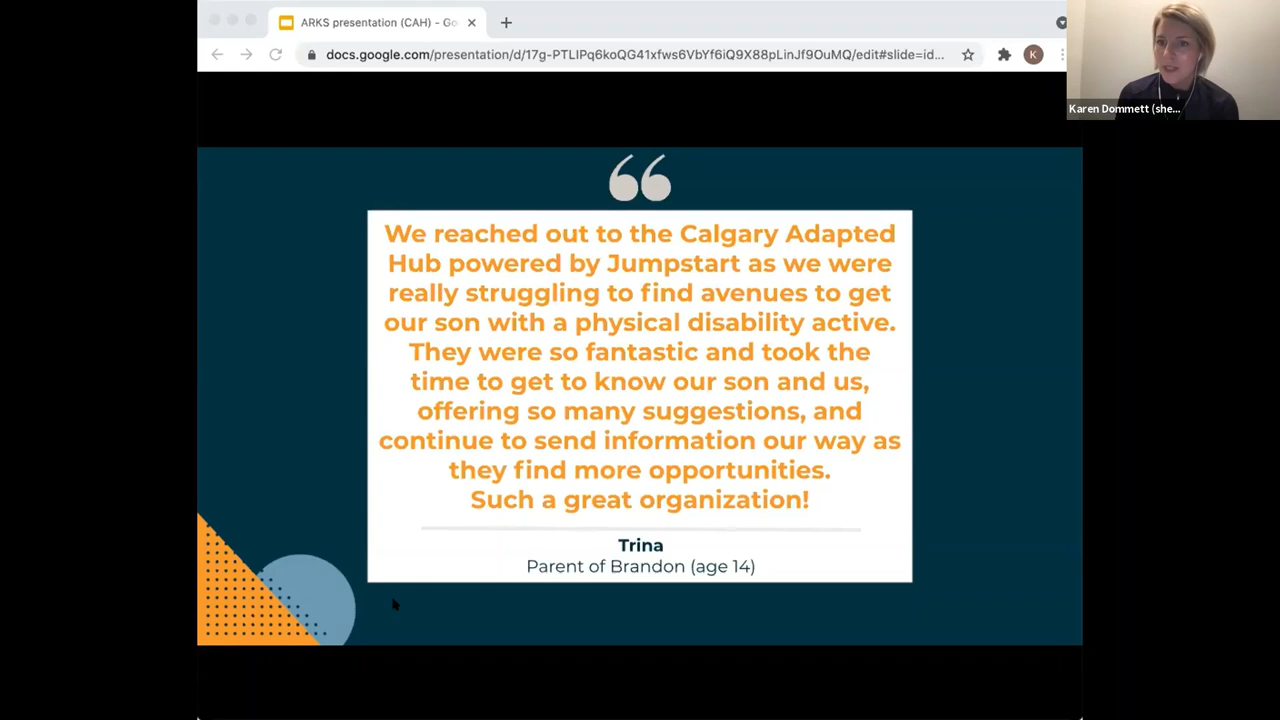 ARKS presentation (CAH) - Go
docs.google.com/presentation/d/17g-PTLIPq6koQG41xfws6VbYf6iQ9X88pLinJf9OuMQ/edit#slide=id...
K
Karen Dommett (she...
“
We reached out to the Calgary Adapted
Hub powered by Jumpstart as we were
really struggling to find avenues to get
our son with a physical disability active.
They were so fantastic and took the
time to get to know our son and us,
offering so many suggestions, and
continue to send information our way as
they find more opportunities.
Such a great organization!
Trina
Parent of Brandon (age 14)